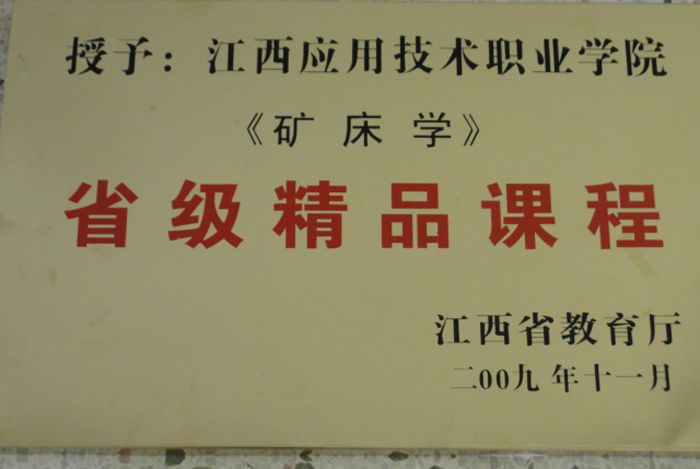 授予：江西应用技术职业学院
《矿床学》
省级精品课程
江西省教育厅
二00九年十一月